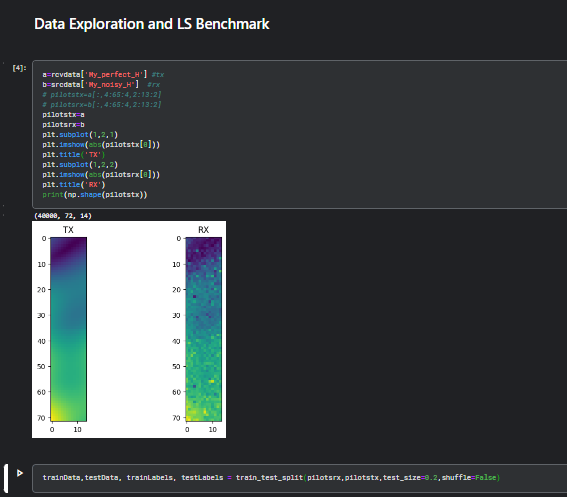 Data Exploration and LS Benchmark
[4]:
a=rcvdata['My_perfect_H'] #tx
b=srcdata['My_noisy_H']  #rx
# pilotstx=a[:,4:65:4,2:13:2]
# pilotsrx=b[:,4:65:4,2:13:2]
pilotstx=a
pilotsrx=b
plt.subplot(1,2,1)
plt.imshow(abs(pilotstx[0]))
plt.title('TX')
plt.subplot(1,2,2)
plt.imshow(abs(pilotsrx[0]))
plt.title('RX')
print(np.shape(pilotstx))
(40000, 72, 14)
TX RX
0 0
10 10
20 20
30 30
40 40
50 50
60 60
70 70
0 10 0 10
trainData,testData, trainLabels, testLabels = train_test_split(pilotsrx,pilotstx,test_size=0.2,shuffle=False)